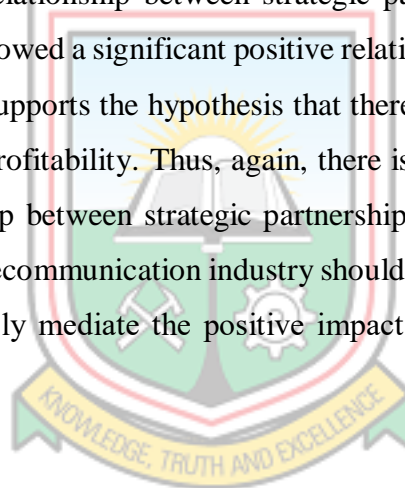 elationship between strategic pa
owed a significant positive relati
upports the hypothesis that there
rofitability. Thus, again, there is
p between strategic partnership
ecommunication industry should
ly mediate the positive impact
KNOWLEDGE, TRUTH AND EXCELLENCE